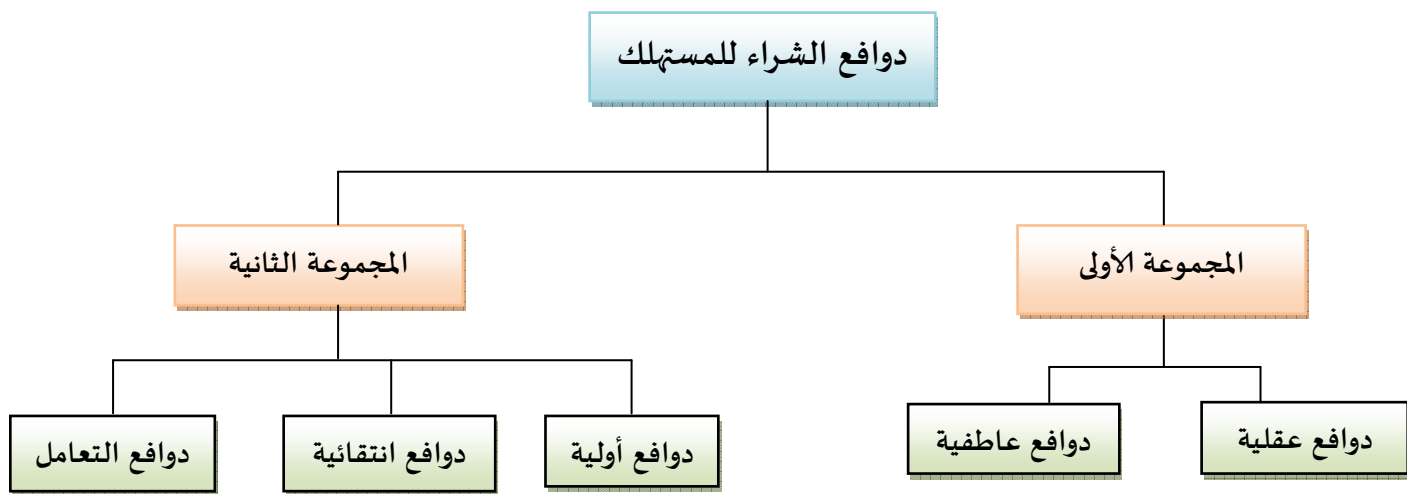 دوافع الشراء للمستهلك
المجموعة الأولى
المجموعة الثانية
دوافع عقلية
دوافع عاطفية
دوافع أولية
دوافع انتقائية
دوافع التعامل